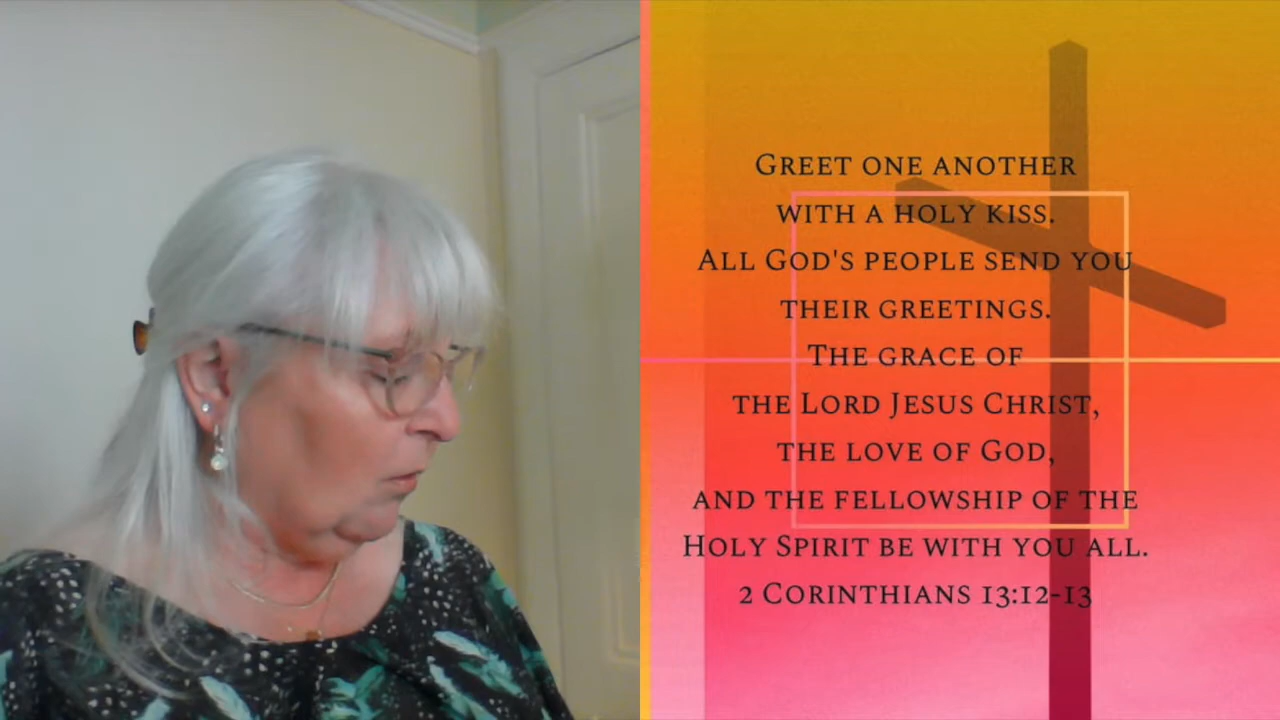 Greet one another
with a holy kiss.
All God's people send you
their greetings.
The grace of
the Lord Jesus Christ,
the love of God,
and the fellowship of the
Holy Spirit be with you all.
2 Corinthians 13:12-13